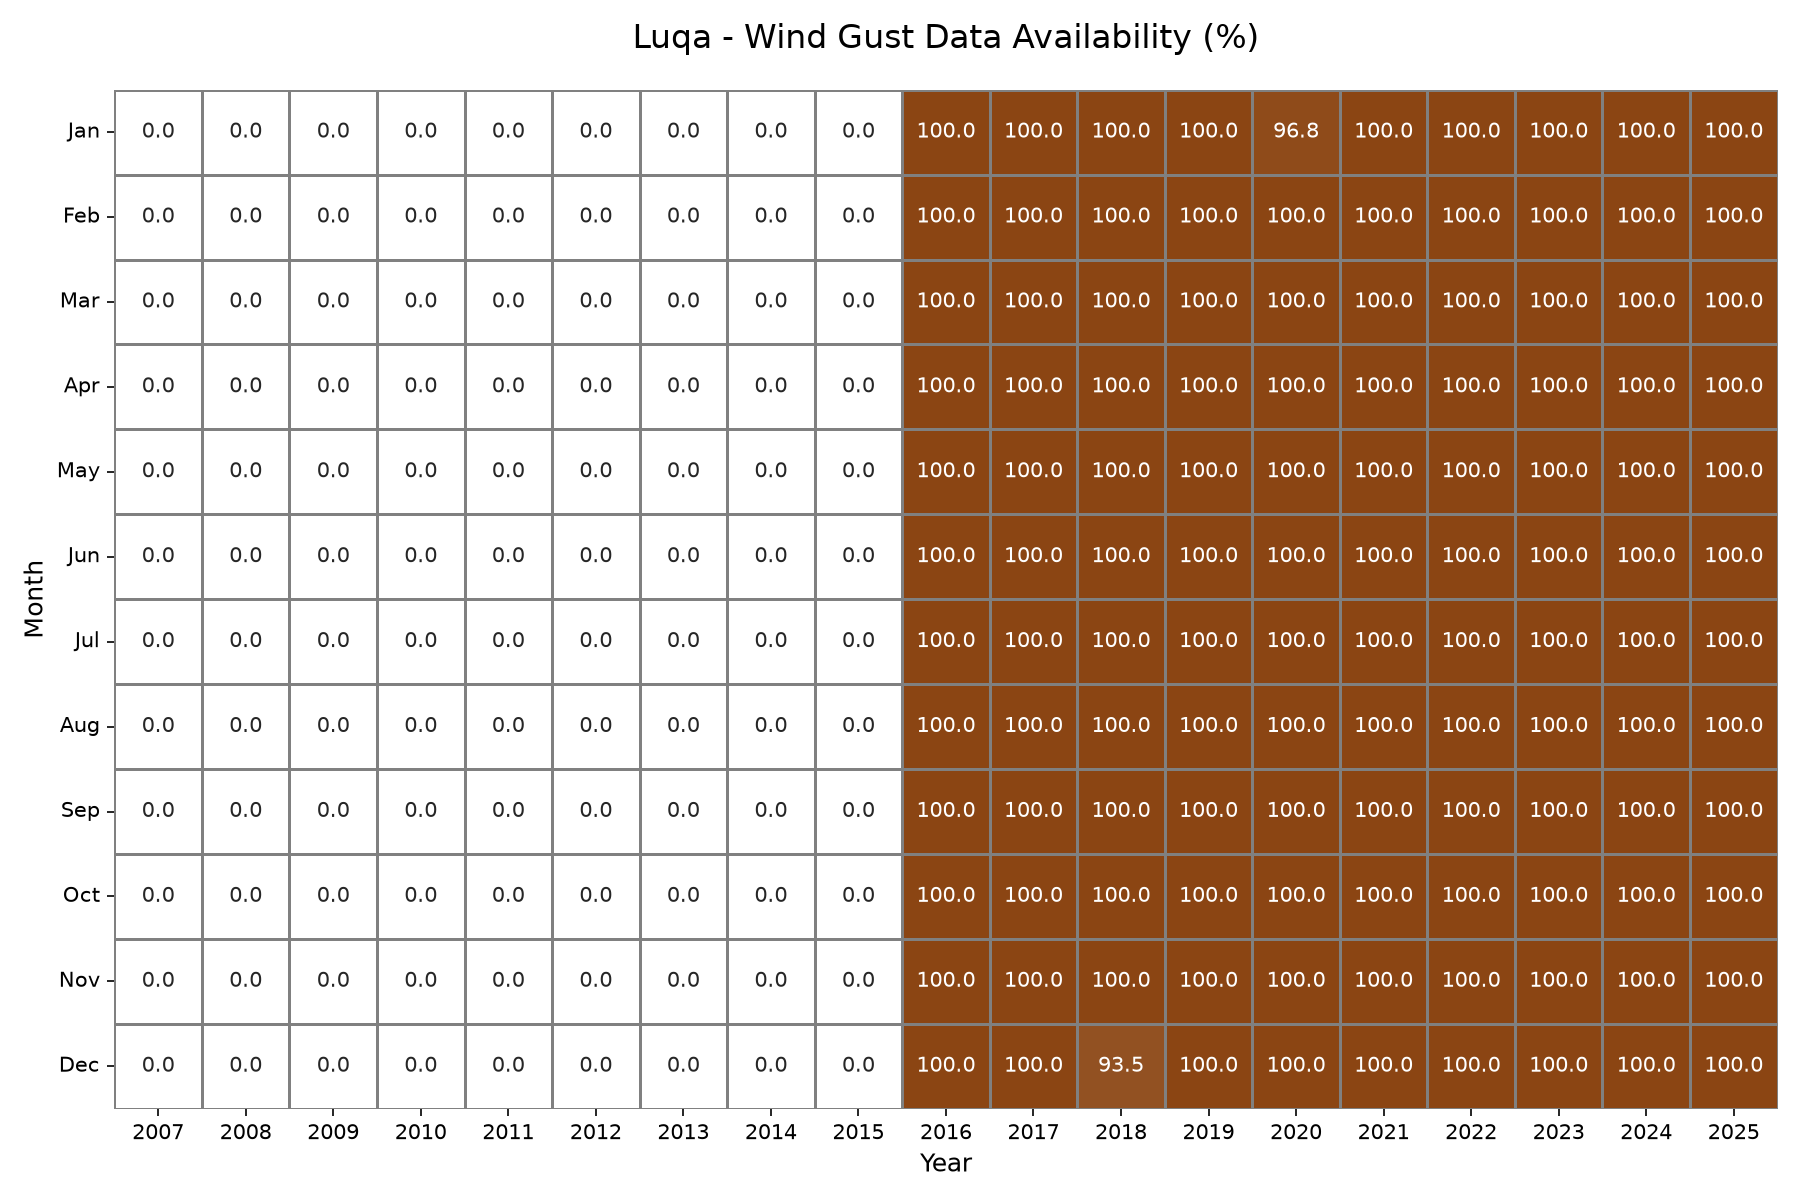 Luqa - Wind Gust Data Availability (%)
Jan 0.0 0.0 0.0 0.0 0.0 0.0 0.0 0.0 0.0 100.0 100.0 100.0 100.0 96.8 100.0 100.0 100.0 100.0 100.0
Feb 0.0 0.0 0.0 0.0 0.0 0.0 0.0 0.0 0.0 100.0 100.0 100.0 100.0 100.0 100.0 100.0 100.0 100.0 100.0
Mar 0.0 0.0 0.0 0.0 0.0 0.0 0.0 0.0 0.0 100.0 100.0 100.0 100.0 100.0 100.0 100.0 100.0 100.0 100.0
Apr 0.0 0.0 0.0 0.0 0.0 0.0 0.0 0.0 0.0 100.0 100.0 100.0 100.0 100.0 100.0 100.0 100.0 100.0 100.0
May 0.0 0.0 0.0 0.0 0.0 0.0 0.0 0.0 0.0 100.0 100.0 100.0 100.0 100.0 100.0 100.0 100.0 100.0 100.0
Jun 0.0 0.0 0.0 0.0 0.0 0.0 0.0 0.0 0.0 100.0 100.0 100.0 100.0 100.0 100.0 100.0 100.0 100.0 100.0
Month
Jul 0.0 0.0 0.0 0.0 0.0 0.0 0.0 0.0 0.0 100.0 100.0 100.0 100.0 100.0 100.0 100.0 100.0 100.0 100.0
Aug 0.0 0.0 0.0 0.0 0.0 0.0 0.0 0.0 0.0 100.0 100.0 100.0 100.0 100.0 100.0 100.0 100.0 100.0 100.0
Sep 0.0 0.0 0.0 0.0 0.0 0.0 0.0 0.0 0.0 100.0 100.0 100.0 100.0 100.0 100.0 100.0 100.0 100.0 100.0
Oct 0.0 0.0 0.0 0.0 0.0 0.0 0.0 0.0 0.0 100.0 100.0 100.0 100.0 100.0 100.0 100.0 100.0 100.0 100.0
Nov 0.0 0.0 0.0 0.0 0.0 0.0 0.0 0.0 0.0 100.0 100.0 100.0 100.0 100.0 100.0 100.0 100.0 100.0 100.0
Dec 0.0 0.0 0.0 0.0 0.0 0.0 0.0 0.0 0.0 100.0 100.0 93.5 100.0 100.0 100.0 100.0 100.0 100.0 100.0
2007 2008 2009 2010 2011 2012 2013 2014 2015 2016 2017 2018 2019 2020 2021 2022 2023 2024 2025
Year